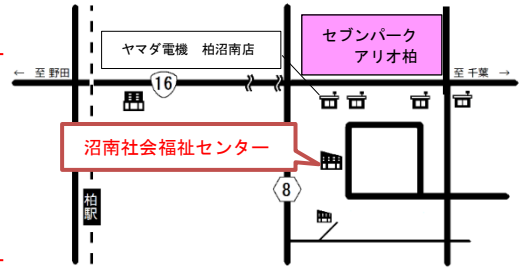 ヤマダ電機　柏沼南店
セブンパーク
アリオ柏
← 至 野田
至 千葉 →
16
沼南社会福祉センター
8
柏駅